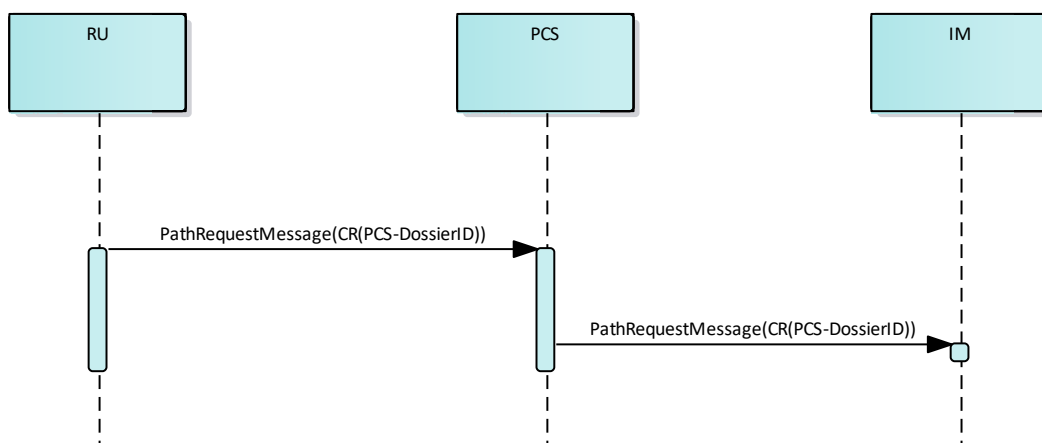 RU
PCS
IM
PathRequestMessage(CR(PCS-DossierID))
PathRequestMessage(CR(PCS-DossierID))